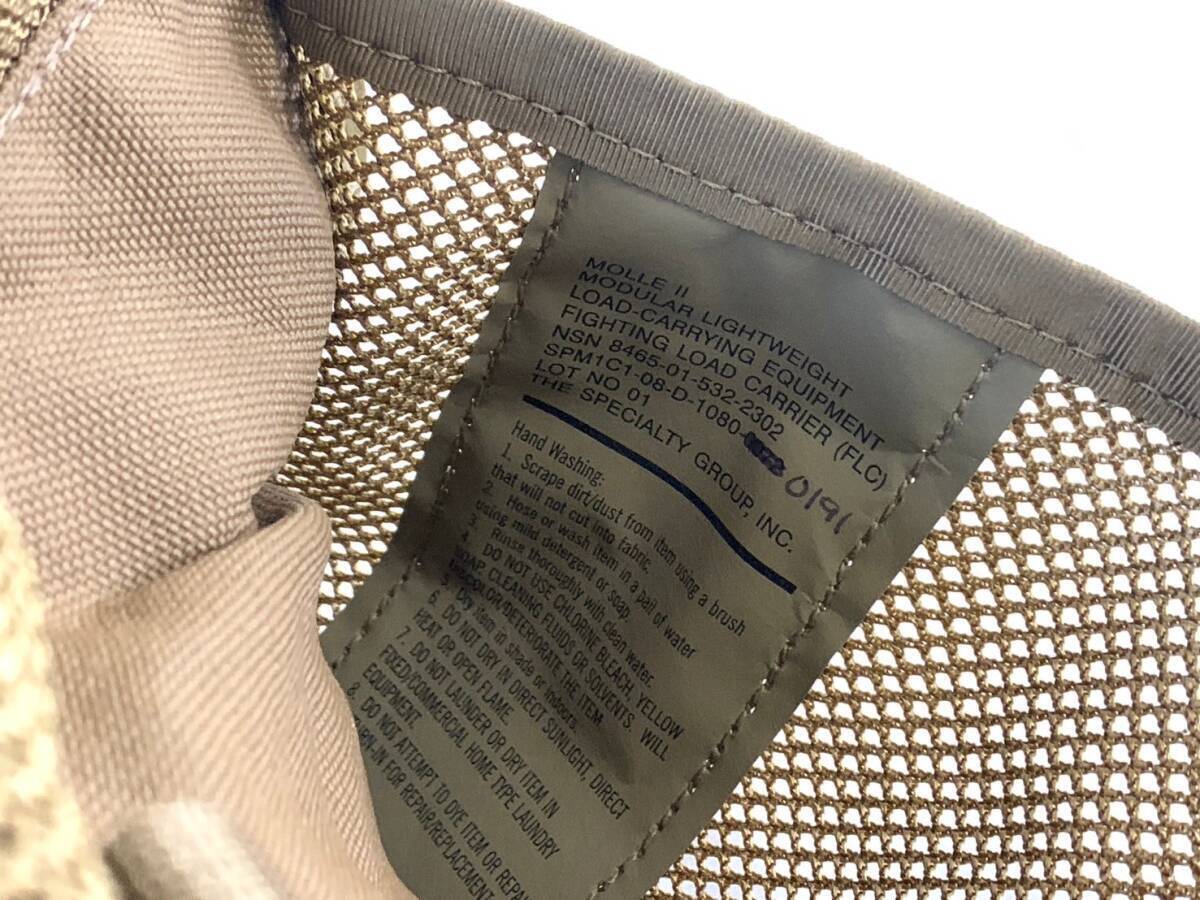 MOLLE II
MODULAR LIGHTWEIGHT
LOAD-CARRYING EQUIPMENT
FIGHTING LOAD CARRIER (FLC)
NSN 8465-01-532-2302
SPM1C1-08-D-1080- 0191
LOT NO 01
THE SPECIALTY GROUP, INC.
Hand Washing:
1. Scrape dirt/dust from item using a brush
that will not cut into fabric.
2. Hose or wash item in a pail of water
using mild detergent or soap.
3. Rinse thoroughly with clean water.
4. DO NOT USE CHLORINE BLEACH, YELLOW
SOAP, CLEANING FLUIDS OR SOLVENTS. WILL
DISCOLOR/DETERIORATE THE ITEM.
5. Dry item in shade or indoors.
6. DO NOT DRY IN DIRECT SUNLIGHT, DIRECT
HEAT OR OPEN FLAME.
7. DO NOT LAUNDER OR DRY ITEM IN
FIXED/COMMERCIAL HOME TYPE LAUNDRY
EQUIPMENT.
8. DO NOT ATTEMPT TO DYE ITEM OR REPAI
RN-IN FOR REPAIR/REPLACEMENT